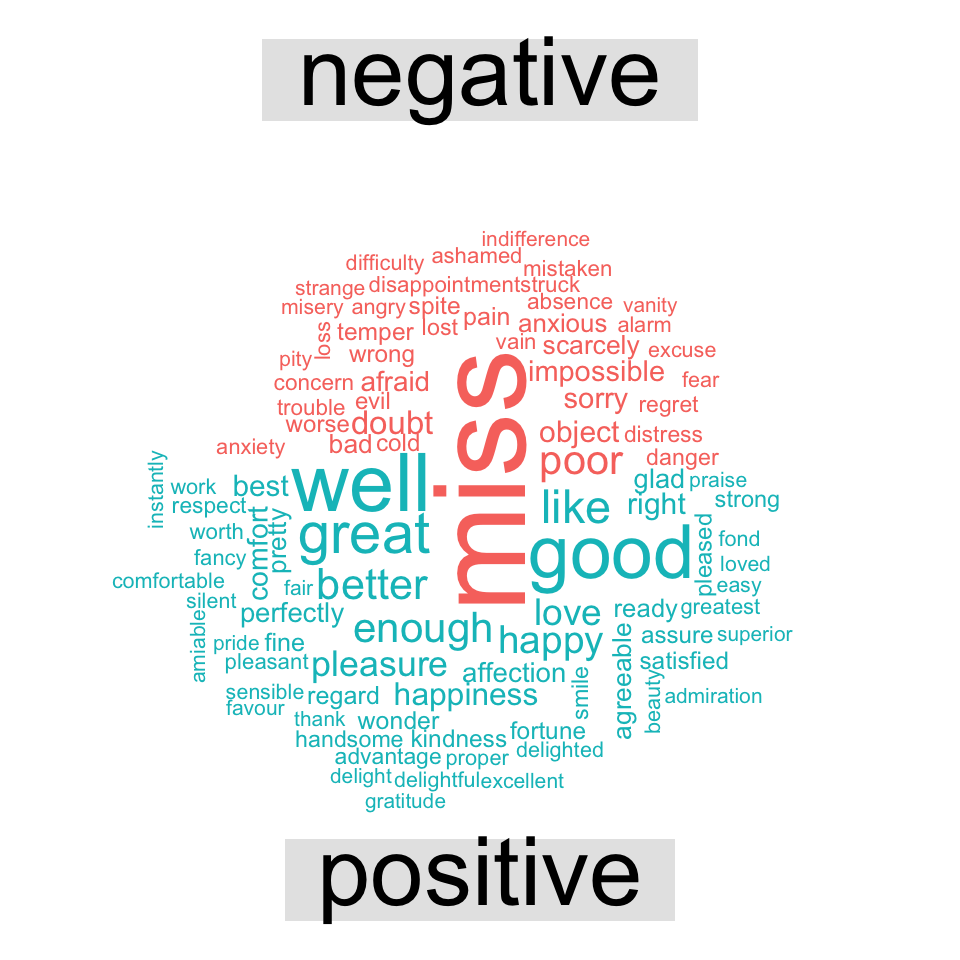 negative
indifference
difficulty ashamed mistaken
strange disappointment struck
misery angry spite pain absence vanity
loss temper lost anxious alarm
pity wrong vain scarcely excuse
concern afraid impossible fear
trouble evil sorry regret
worse doubt object distress
anxiety bad cold poor danger
miss
instantly work best well like glad praise
respect right strong
worth comfort pretty great good pleased fond
fancy loved
comfortable fair better easy
silent perfectly love ready greatest
amiable pride fine enough happy agreeable assure superior
pleasant pleasure affection satisfied
sensible regard happiness smile beauty admiration
favour thank wonder fortune
handsome kindness delighted
advantage proper
delight delightful excellent
gratitude
positive